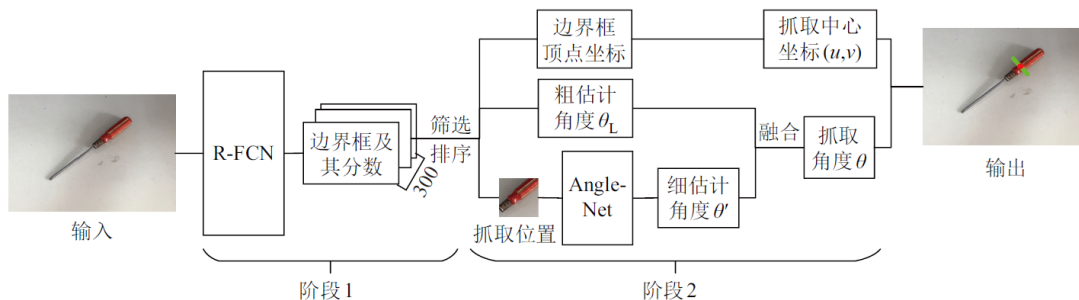 输入
R-FCN
边界框及
其分数
300
筛选
排序
边界框
顶点坐标
抓取中心
坐标(u,v)
粗估计
角度θL
抓取位置
Angle-
Net
细估计
角度θ′
融合
抓取
角度θ
输出
阶段1
阶段2